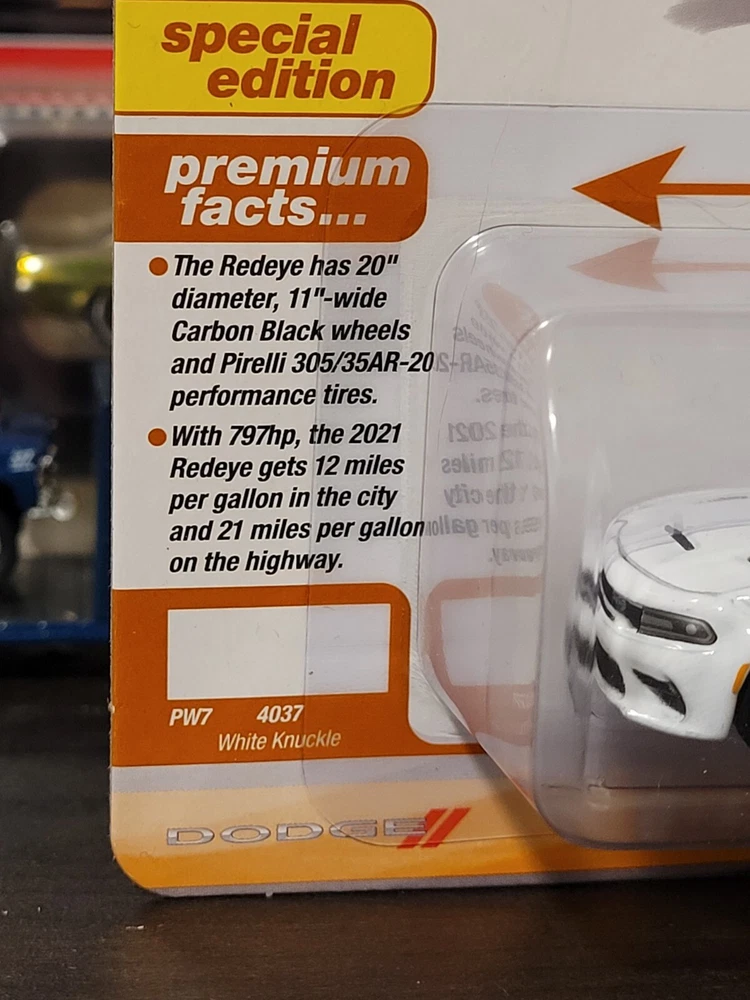 special
edition
premium
facts...
The Redeye has 20"
diameter, 11"-wide
Carbon Black wheels
and Pirelli 305/35AR-20
performance tires.
With 797hp, the 2021
Redeye gets 12 miles
per gallon in the city
and 21 miles per gallon
on the highway.
PW7 4037
White Knuckle
DODGE